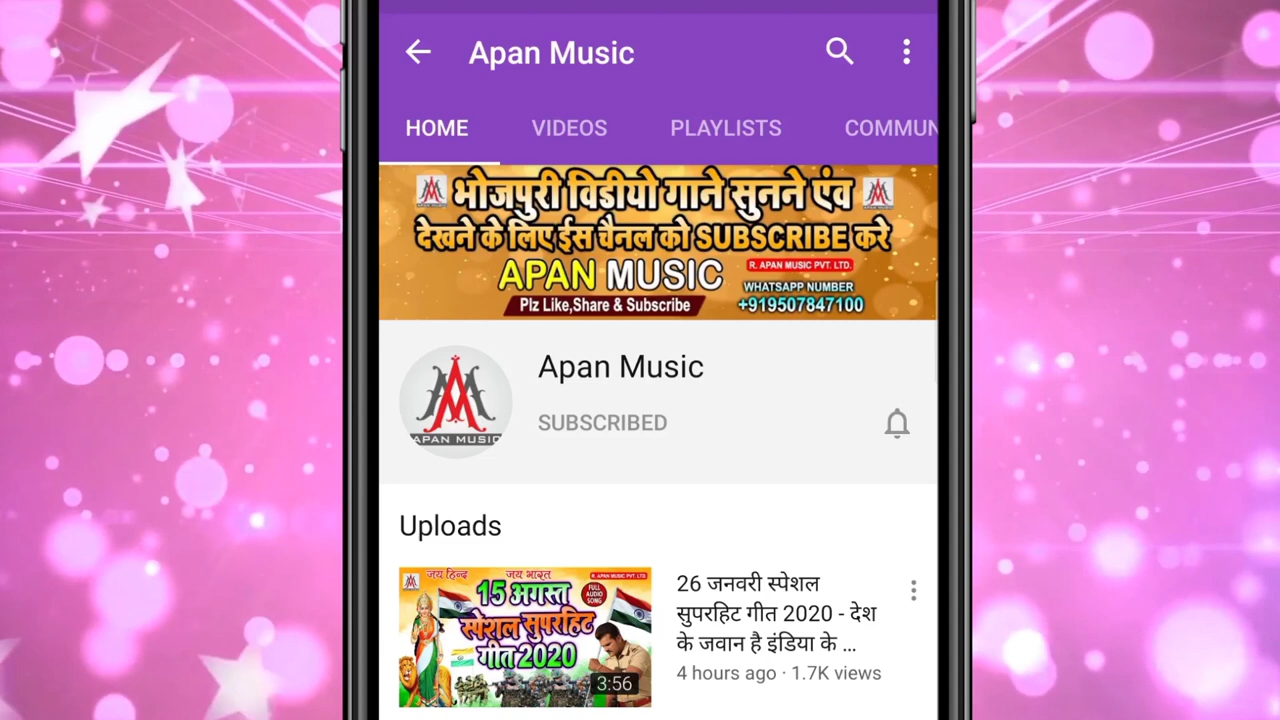 Apan Music
HOME VIDEOS PLAYLISTS COMMUN
भोजपुरी विडीयो गाने सुनने एंव
देखने के लिए ईस चैनल को SUBSCRIBE करे
APAN MUSIC
R. APAN MUSIC PVT. LTD.
WHATSAPP NUMBER
Plz Like,Share & Subscribe
+919507847100
Apan Music
SUBSCRIBED
APAN MUSIC
Uploads
जय हिन्द जय भारत
R. APAN MUSIC PVT. LTD
15 अगस्त
FULL
AUDIO
SONG
स्पेशल सुपरहिट
गीत 2020
3:56
26 जनवरी स्पेशल
सुपरहिट गीत 2020 - देश
के जवान है इंडिया के ...
4 hours ago · 1.7K views